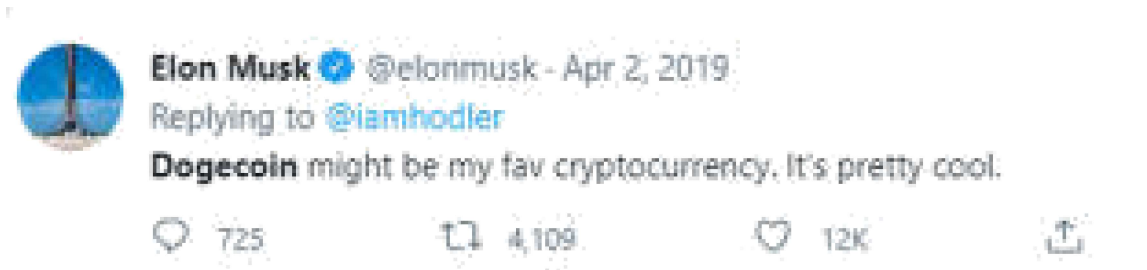 Elon Musk @elonmusk · Apr 2, 2019
Replying to @iamhodler
Dogecoin might be my fav cryptocurrency. It's pretty cool.
725 4,109 12K